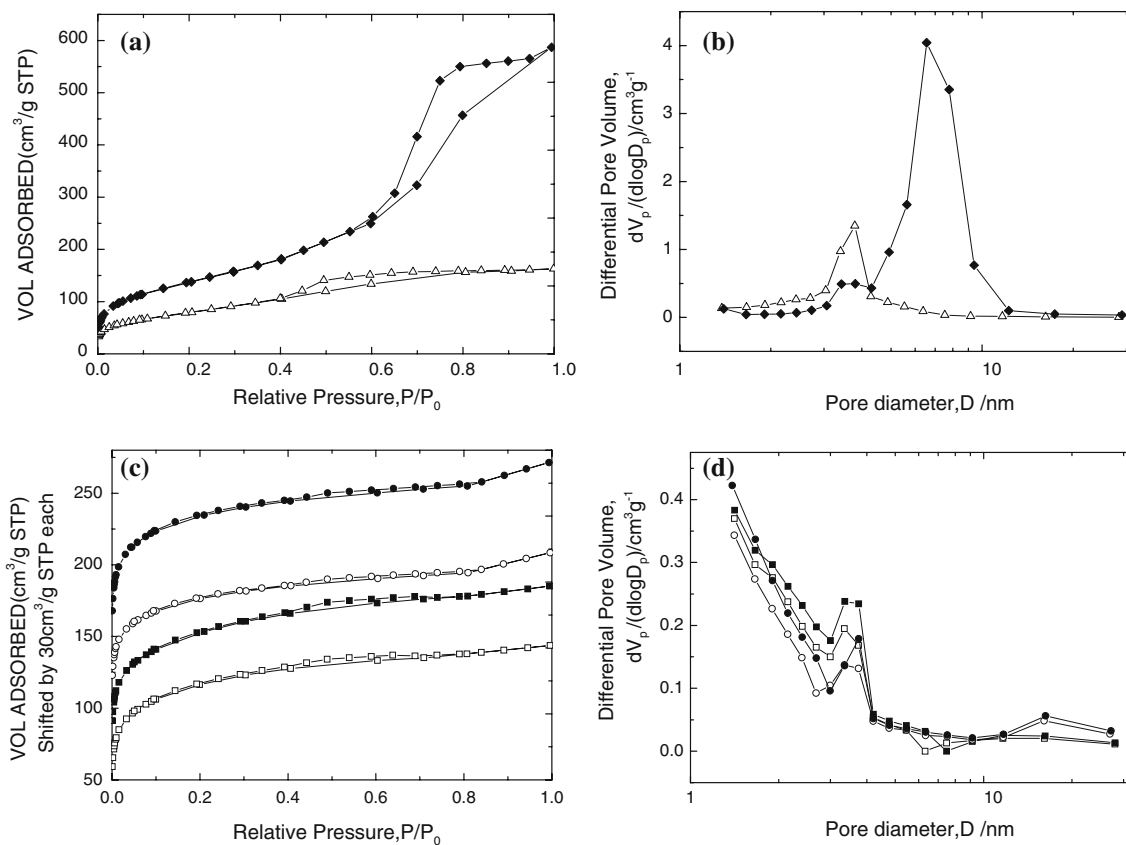 (a)
VOL ADSORBED(cm³/g STP)
600
500
400
300
200
100
0
0.0 0.2 0.4 0.6 0.8 1.0
Relative Pressure,P/P₀
(b)
Differential Pore Volume,
dVₚ/(dlogDₚ)/cm³g⁻¹
4
3
2
1
0
1 10
Pore diameter,D /nm
(c)
VOL ADSORBED(cm³/g STP)
Shifted by 30cm³/g STP each
250
200
150
100
50
0.0 0.2 0.4 0.6 0.8 1.0
Relative Pressure,P/P₀
(d)
Differential Pore Volume,
dVₚ/(dlogDₚ)/cm³g⁻¹
0.4
0.3
0.2
0.1
0.0
1 10
Pore diameter,D /nm